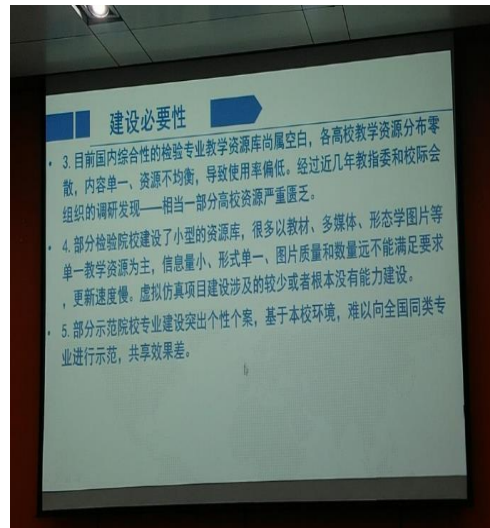 建设必要性
• 3. 目前国内综合性的检验专业教学资源库尚属空白，各高校教学资源分布零
散，内容单一、资源不均衡，导致使用率偏低。经过近几年教指委和校际会
组织的调研发现——相当一部分高校资源严重匮乏。
• 4. 部分检验院校建设了小型的资源库，很多以教材、多媒体、形态学图片等
单一教学资源为主，信息量小、形式单一、图片质量和数量远不能满足要求
，更新速度慢。虚拟仿真项目建设涉及的较少或者根本没有能力建设。
• 5. 部分示范院校专业建设突出个性个案，基于本校环境，难以向全国同类专
业进行示范，共享效果差。